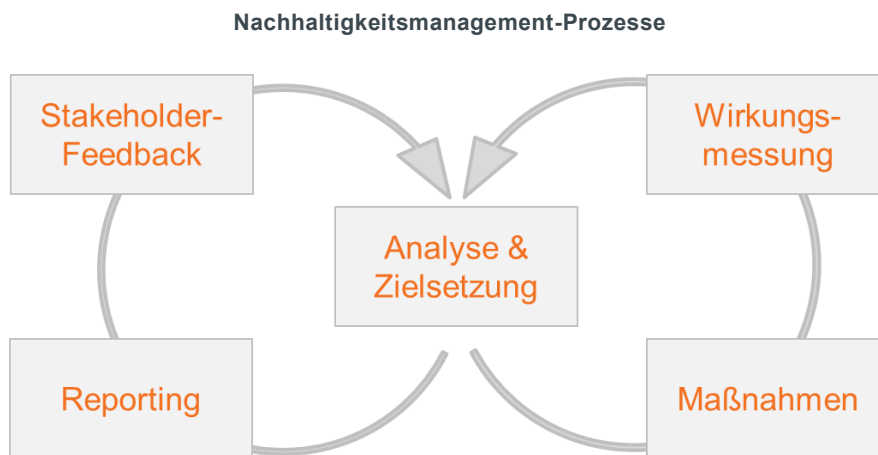 Nachhaltigkeitsmanagement-Prozesse
Stakeholder-
Feedback
Wirkungs-
messung
Analyse &
Zielsetzung
Reporting
Maßnahmen